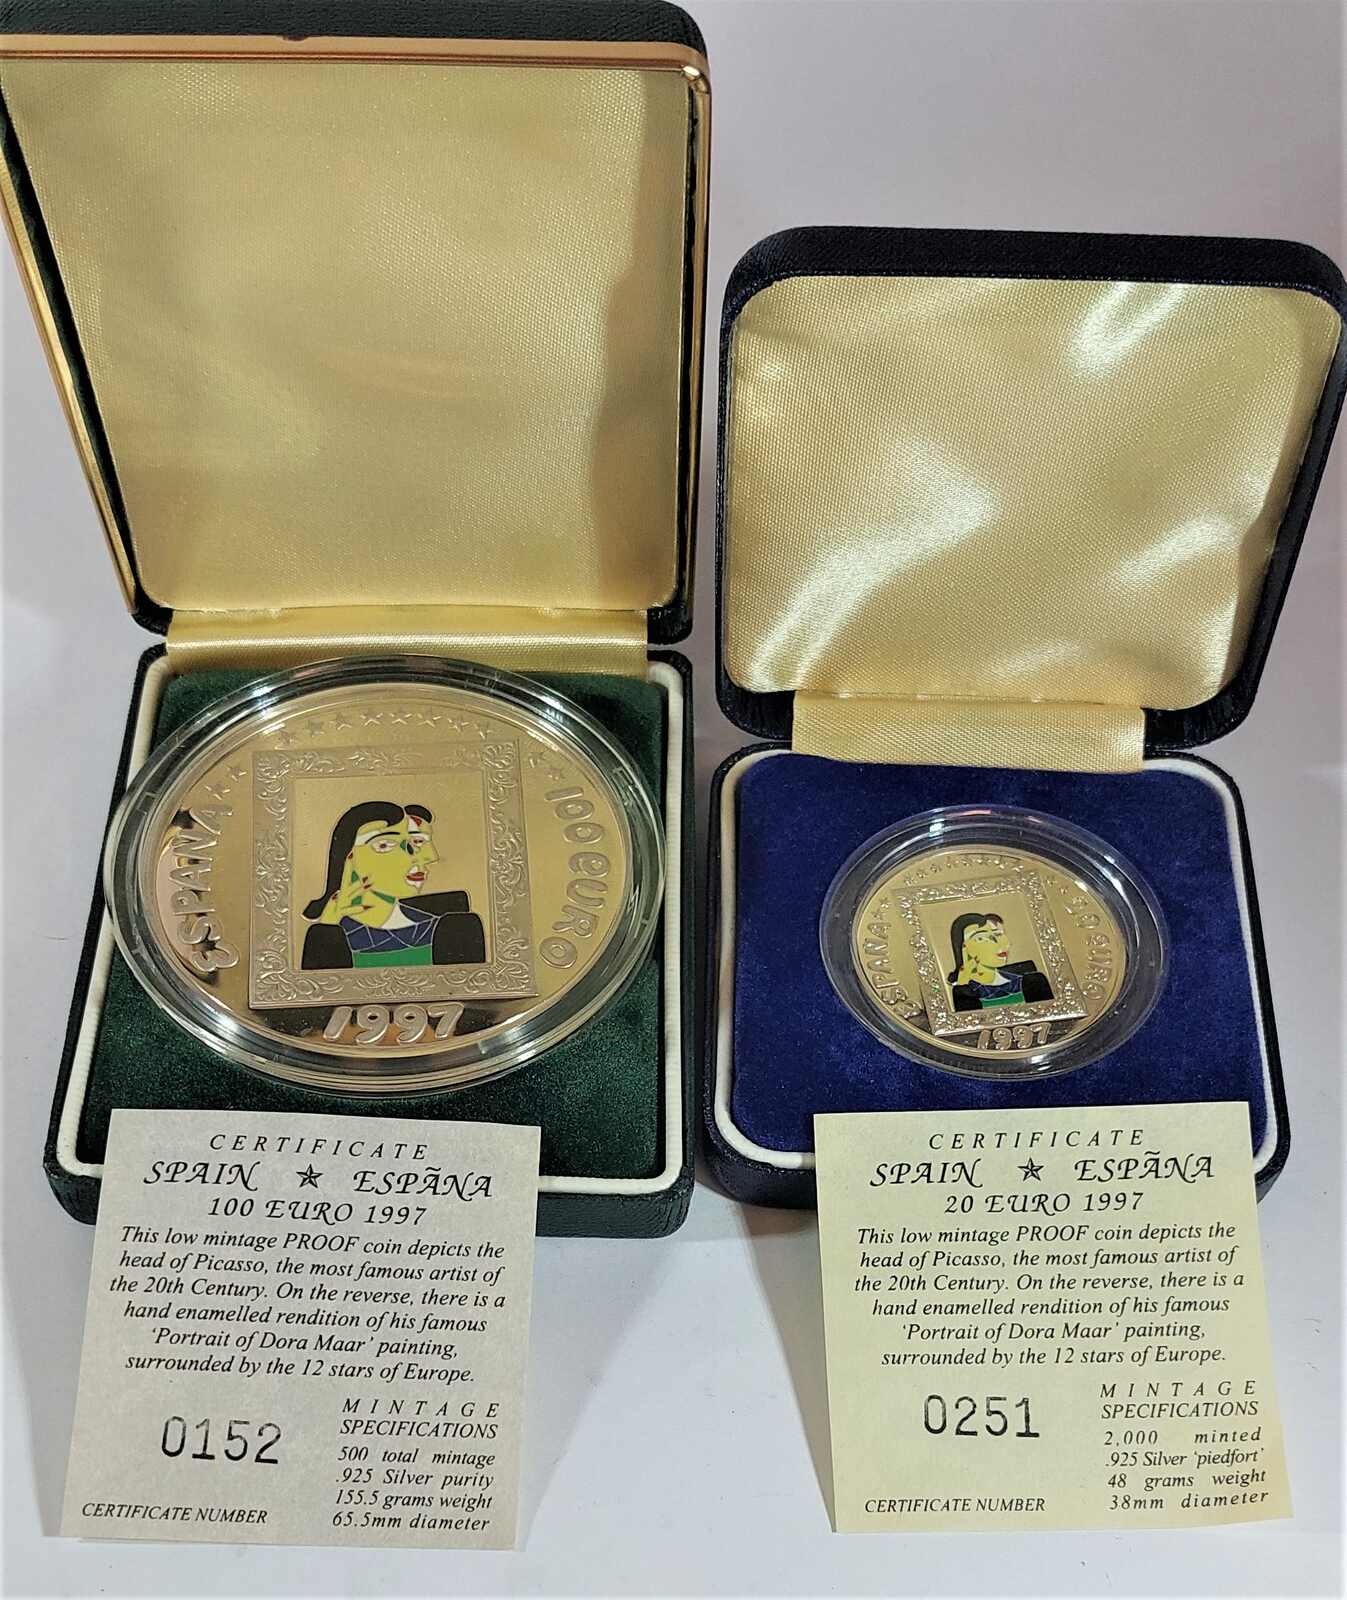 ESPANA
100 EURO
1997
ESPANA
20 EURO
1997
CERTIFICATE
SPAIN ESPÃNA
100 EURO 1997
This low mintage PROOF coin depicts the
head of Picasso, the most famous artist of
the 20th Century. On the reverse, there is a
hand enamelled rendition of his famous
'Portrait of Dora Maar' painting,
surrounded by the 12 stars of Europe.
0152
CERTIFICATE NUMBER
MINTAGE
SPECIFICATIONS
500 total mintage
.925 Silver purity
155.5 grams weight
65.5mm diameter
CERTIFICATE
SPAIN ESPÃNA
20 EURO 1997
This low mintage PROOF coin depicts the
head of Picasso, the most famous artist of
the 20th Century. On the reverse, there is a
hand enamelled rendition of his famous
'Portrait of Dora Maar' painting,
surrounded by the 12 stars of Europe.
0251
CERTIFICATE NUMBER
MINTAGE
SPECIFICATIONS
2,000 minted
.925 Silver 'piedfort'
48 grams weight
38mm diameter